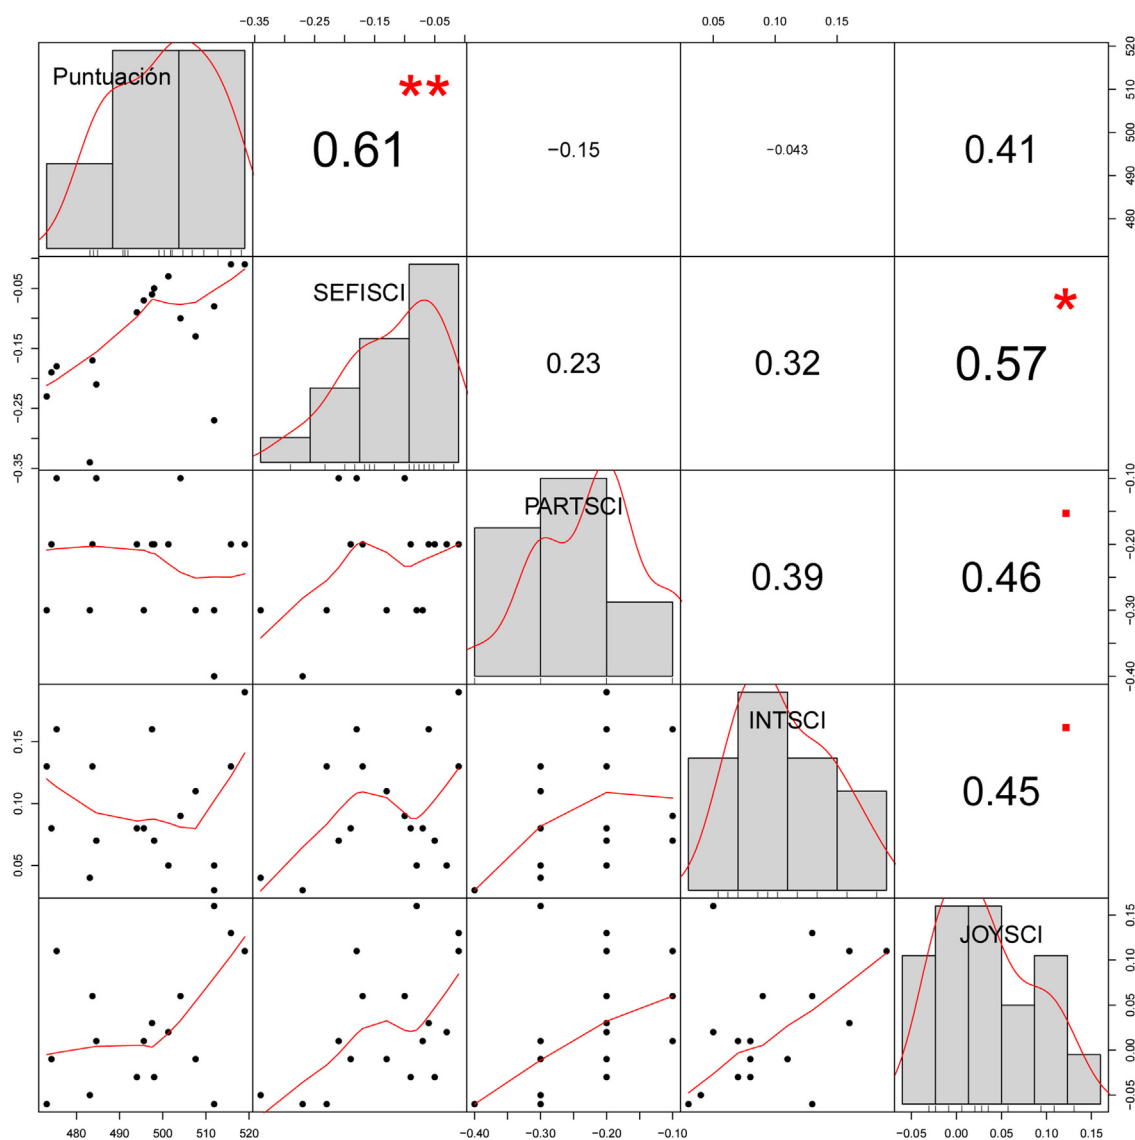 −0.35 −0.25 −0.15 −0.05 0.05 0.10 0.15
Puntuación ** 0.61 −0.15 −0.043 0.41
480 490 500 510 520
−0.35 −0.25 −0.15 −0.05
SEFISCI 0.23 0.32 * 0.57
PARTSCI 0.39 0.46
−0.40 −0.30 −0.20 −0.10
0.05 0.10 0.15
INTSCI 0.45
JOYSCI
−0.05 0.00 0.05 0.10 0.15
480 490 500 510 520 −0.40 −0.30 −0.20 −0.10 −0.05 0.00 0.05 0.10 0.15